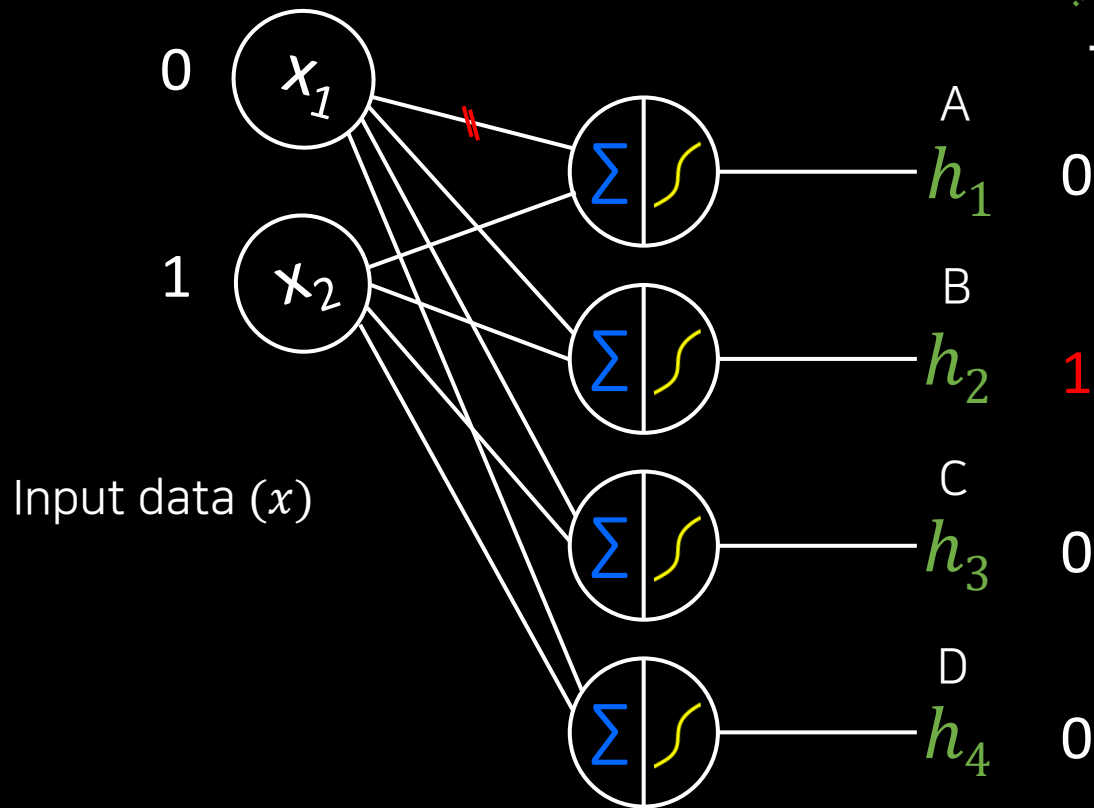 0 x₁
A
Σ h₁ 0
1 x₂
B
Σ h₂ 1
Input data (x)
C
Σ h₃ 0
D
Σ h₄ 0